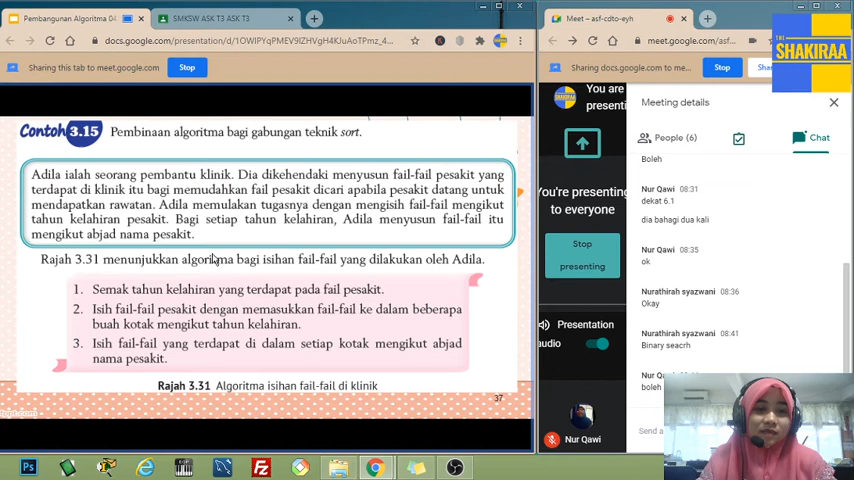 Pembangunan Algoritma 04
SMKSW ASK T3 ASK T3
docs.google.com/presentation/d/1OWIPYqPMEV9IZHVgH4KJuAoTPmz_4...
Sharing this tab to meet.google.com
Stop
Contoh 3.15
Pembinaan algoritma bagi gabungan teknik sort.
Adila ialah seorang pembantu klinik. Dia dikehendaki menyusun fail-fail pesakit yang
terdapat di klinik itu bagi memudahkan fail pesakit dicari apabila pesakit datang untuk
mendapatkan rawatan. Adila memulakan tugasnya dengan mengisih fail-fail mengikut
tahun kelahiran pesakit. Bagi setiap tahun kelahiran, Adila menyusun fail-fail itu
mengikut abjad nama pesakit.
Rajah 3.31 menunjukkan algoritma bagi isihan fail-fail yang dilakukan oleh Adila.
1. Semak tahun kelahiran yang terdapat pada fail pesakit.
2. Isih fail-fail pesakit dengan memasukkan fail-fail ke dalam beberapa
buah kotak mengikut tahun kelahiran.
3. Isih fail-fail yang terdapat di dalam setiap kotak mengikut abjad
nama pesakit.
Rajah 3.31 Algoritma isihan fail-fail di klinik
37
Meet – asf-cdto-eyh
meet.google.com/asf-
THE
SHAKIRAA
Sharing docs.google.com to me...
Stop
You are
presenti
You're presenting
to everyone
Stop
presenting
Presentation
audio
Nur Qawi
Meeting details
People (6)
Chat
Boleh
Nur Qawi 08:31
dekat 6.1
dia bahagi dua kali
Nur Qawi 08:35
ok
Nurathirah syazwani 08:36
Okay
Nurathirah syazwani 08:41
Binary seacrh
boleh
Send a
Ps
Fz